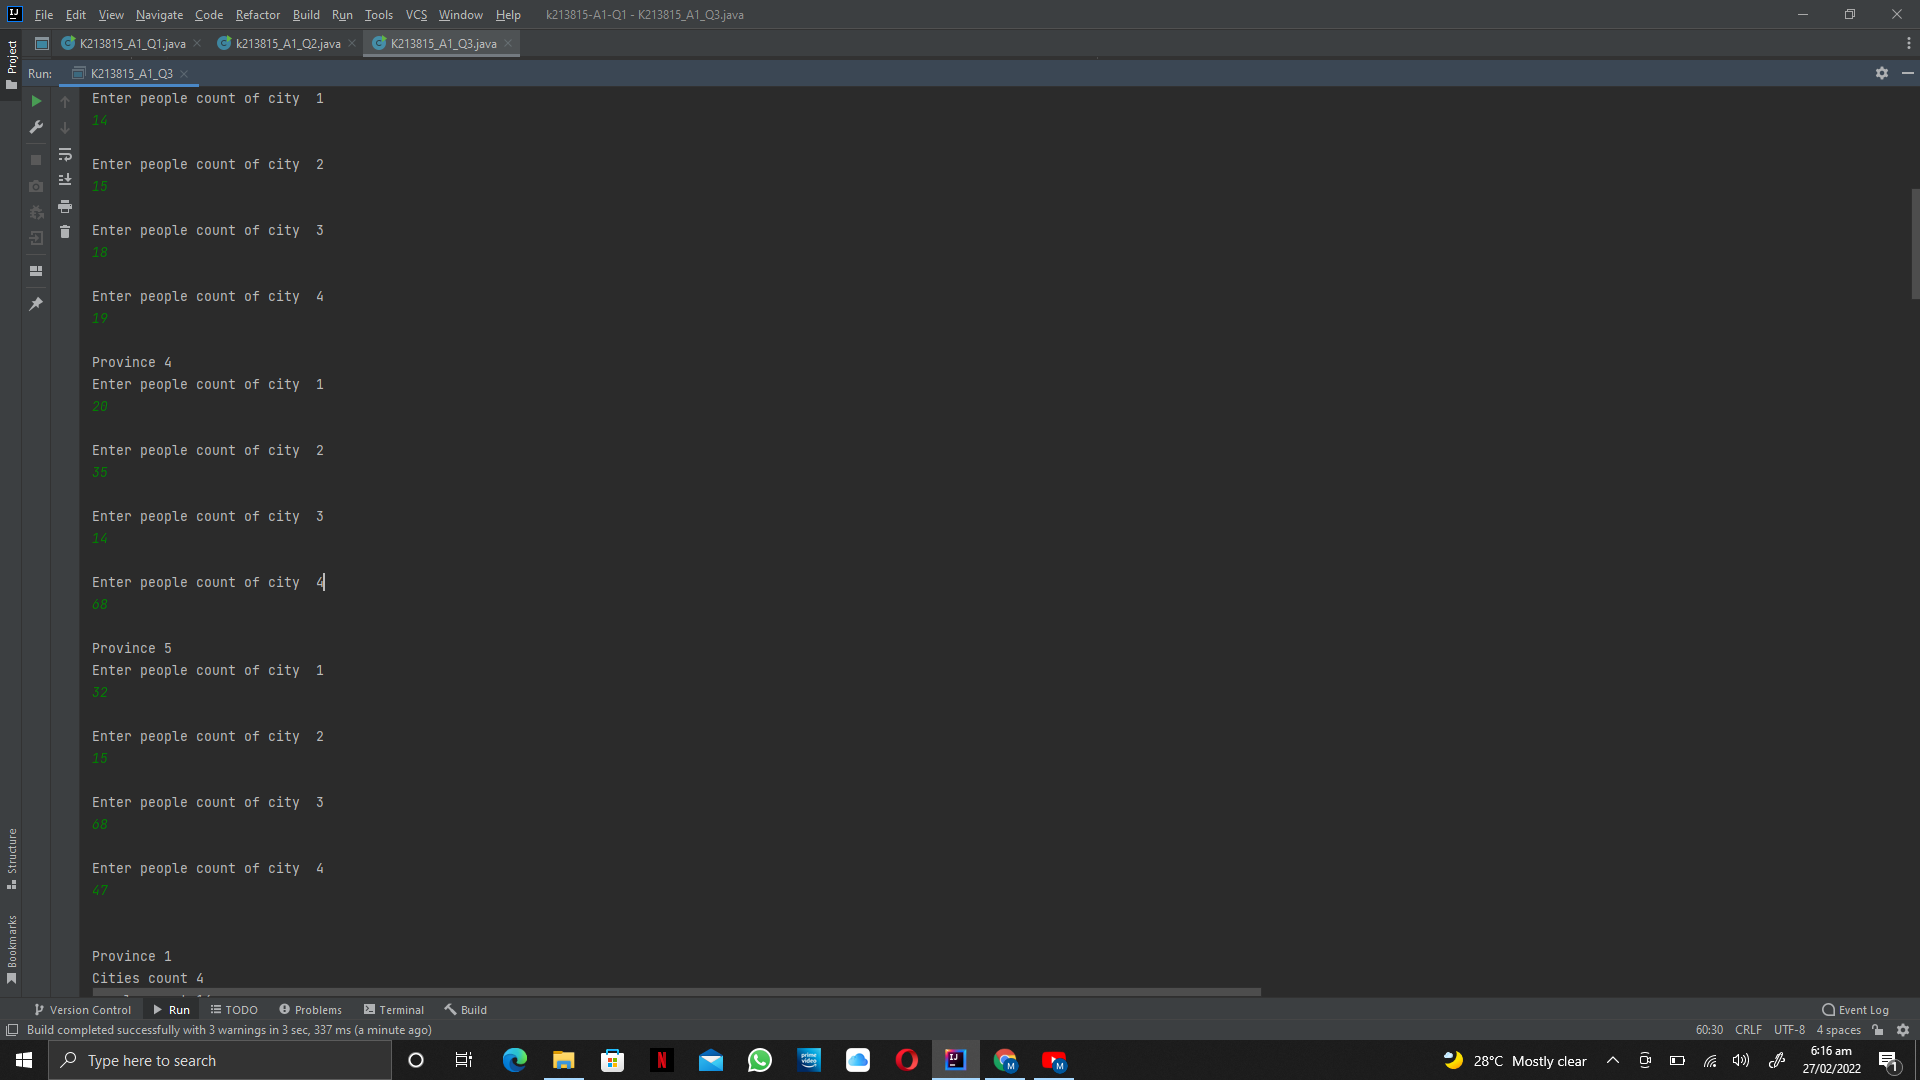 File Edit View Navigate Code Refactor Build Run Tools VCS Window Help k213815-A1-Q1 - K213815_A1_Q3.java
K213815_A1_Q1.java k213815_A1_Q2.java K213815_A1_Q3.java
Project
Run: K213815_A1_Q3
Enter people count of city  1
14
Enter people count of city  2
15
Enter people count of city  3
18
Enter people count of city  4
19
Province 4
Enter people count of city  1
20
Enter people count of city  2
35
Enter people count of city  3
14
Enter people count of city  4
68
Province 5
Enter people count of city  1
32
Enter people count of city  2
15
Enter people count of city  3
68
Enter people count of city  4
47
Province 1
Cities count 4
Structure
Bookmarks
Version Control Run TODO Problems Terminal Build Event Log
Build completed successfully with 3 warnings in 3 sec, 337 ms (a minute ago) 60:30 CRLF UTF-8 4 spaces
Type here to search 28°C Mostly clear 6:16 am
27/02/2022